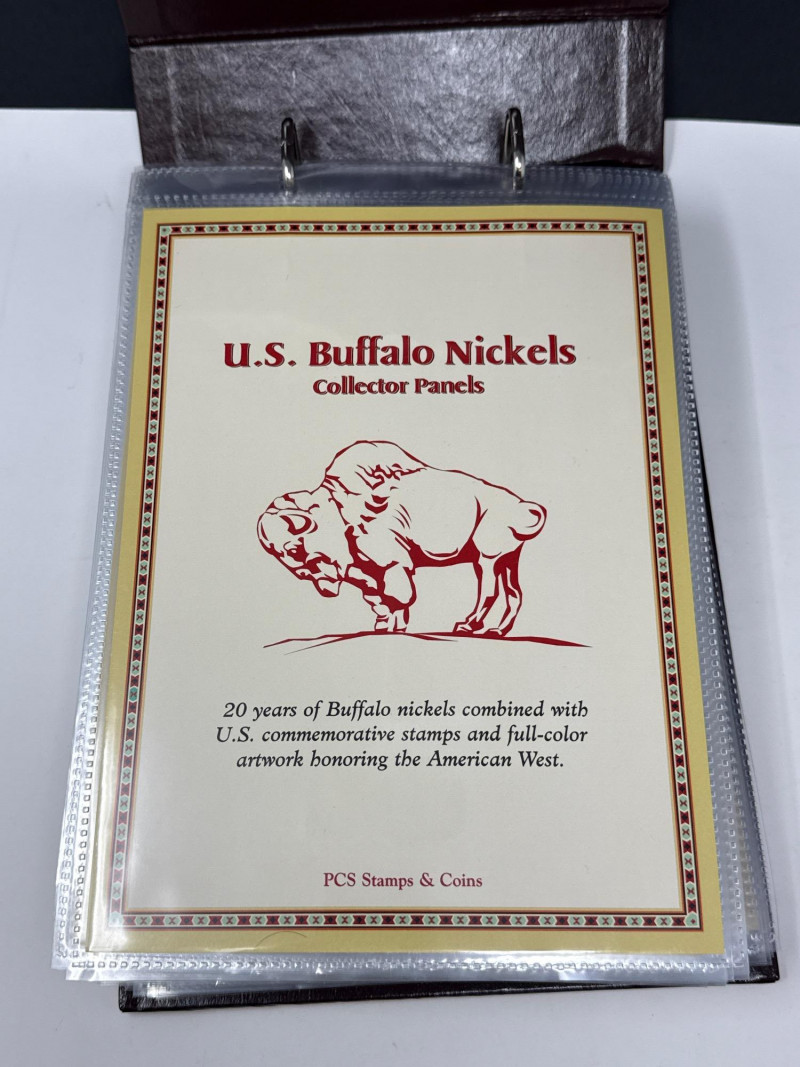 U.S. Buffalo Nickels
Collector Panels
20 years of Buffalo nickels combined with
U.S. commemorative stamps and full-color
artwork honoring the American West.
PCS Stamps & Coins